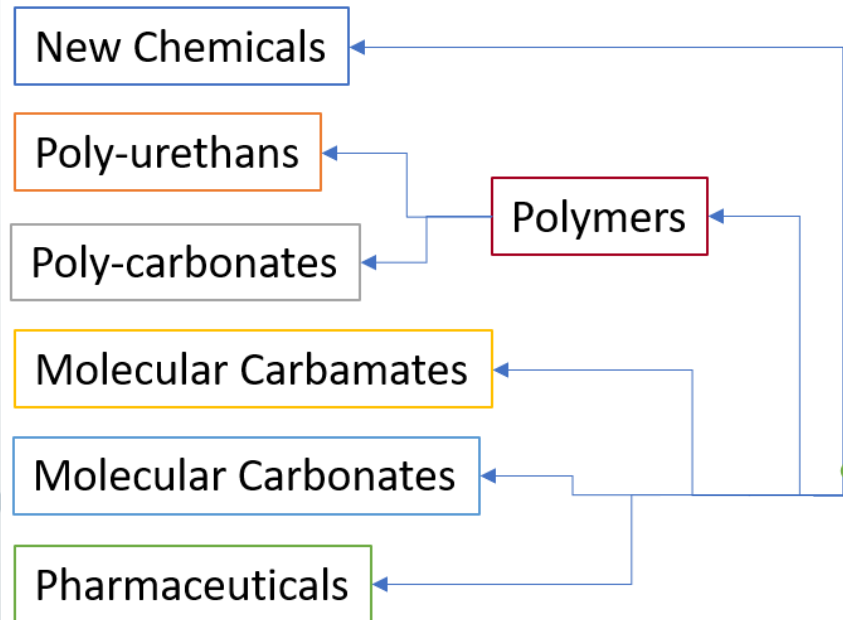 New Chemicals
Poly-urethans
Polymers
Poly-carbonates
Molecular Carbamates
Molecular Carbonates
Pharmaceuticals